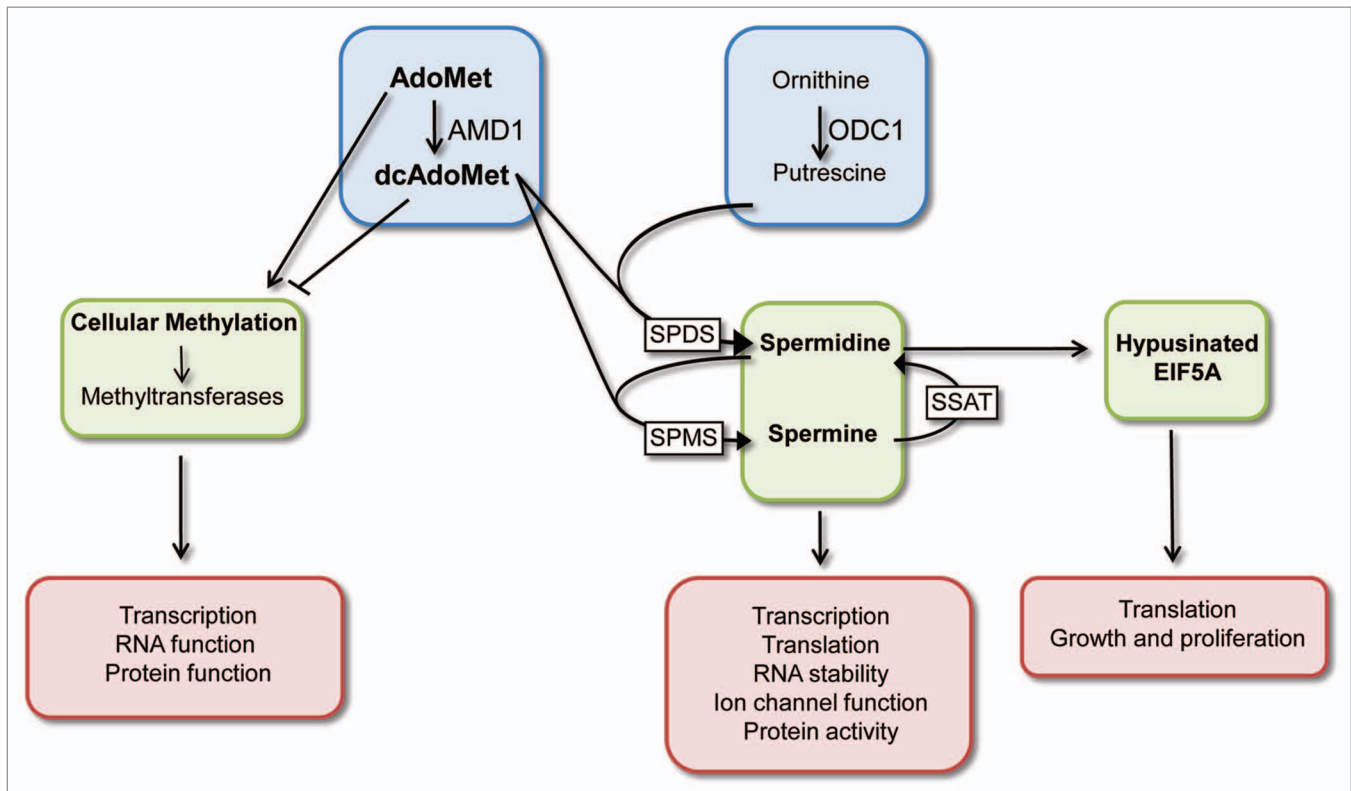 AdoMet
AMD1
dcAdoMet
Ornithine
ODC1
Putrescine
Cellular Methylation
Methyltransferases
SPDS
Spermidine
SSAT
SPMS
Spermine
Hypusinated
EIF5A
Transcription
RNA function
Protein function
Transcription
Translation
RNA stability
Ion channel function
Protein activity
Translation
Growth and proliferation